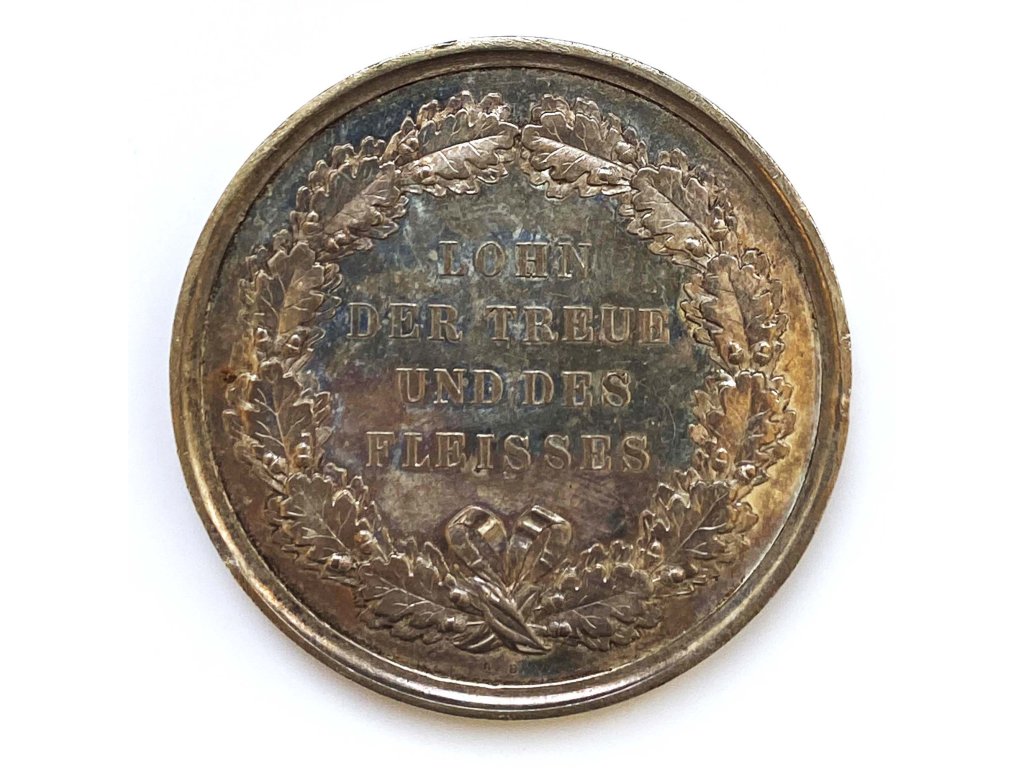 LOHN
DER TREUE
UND DES
FLEISSES